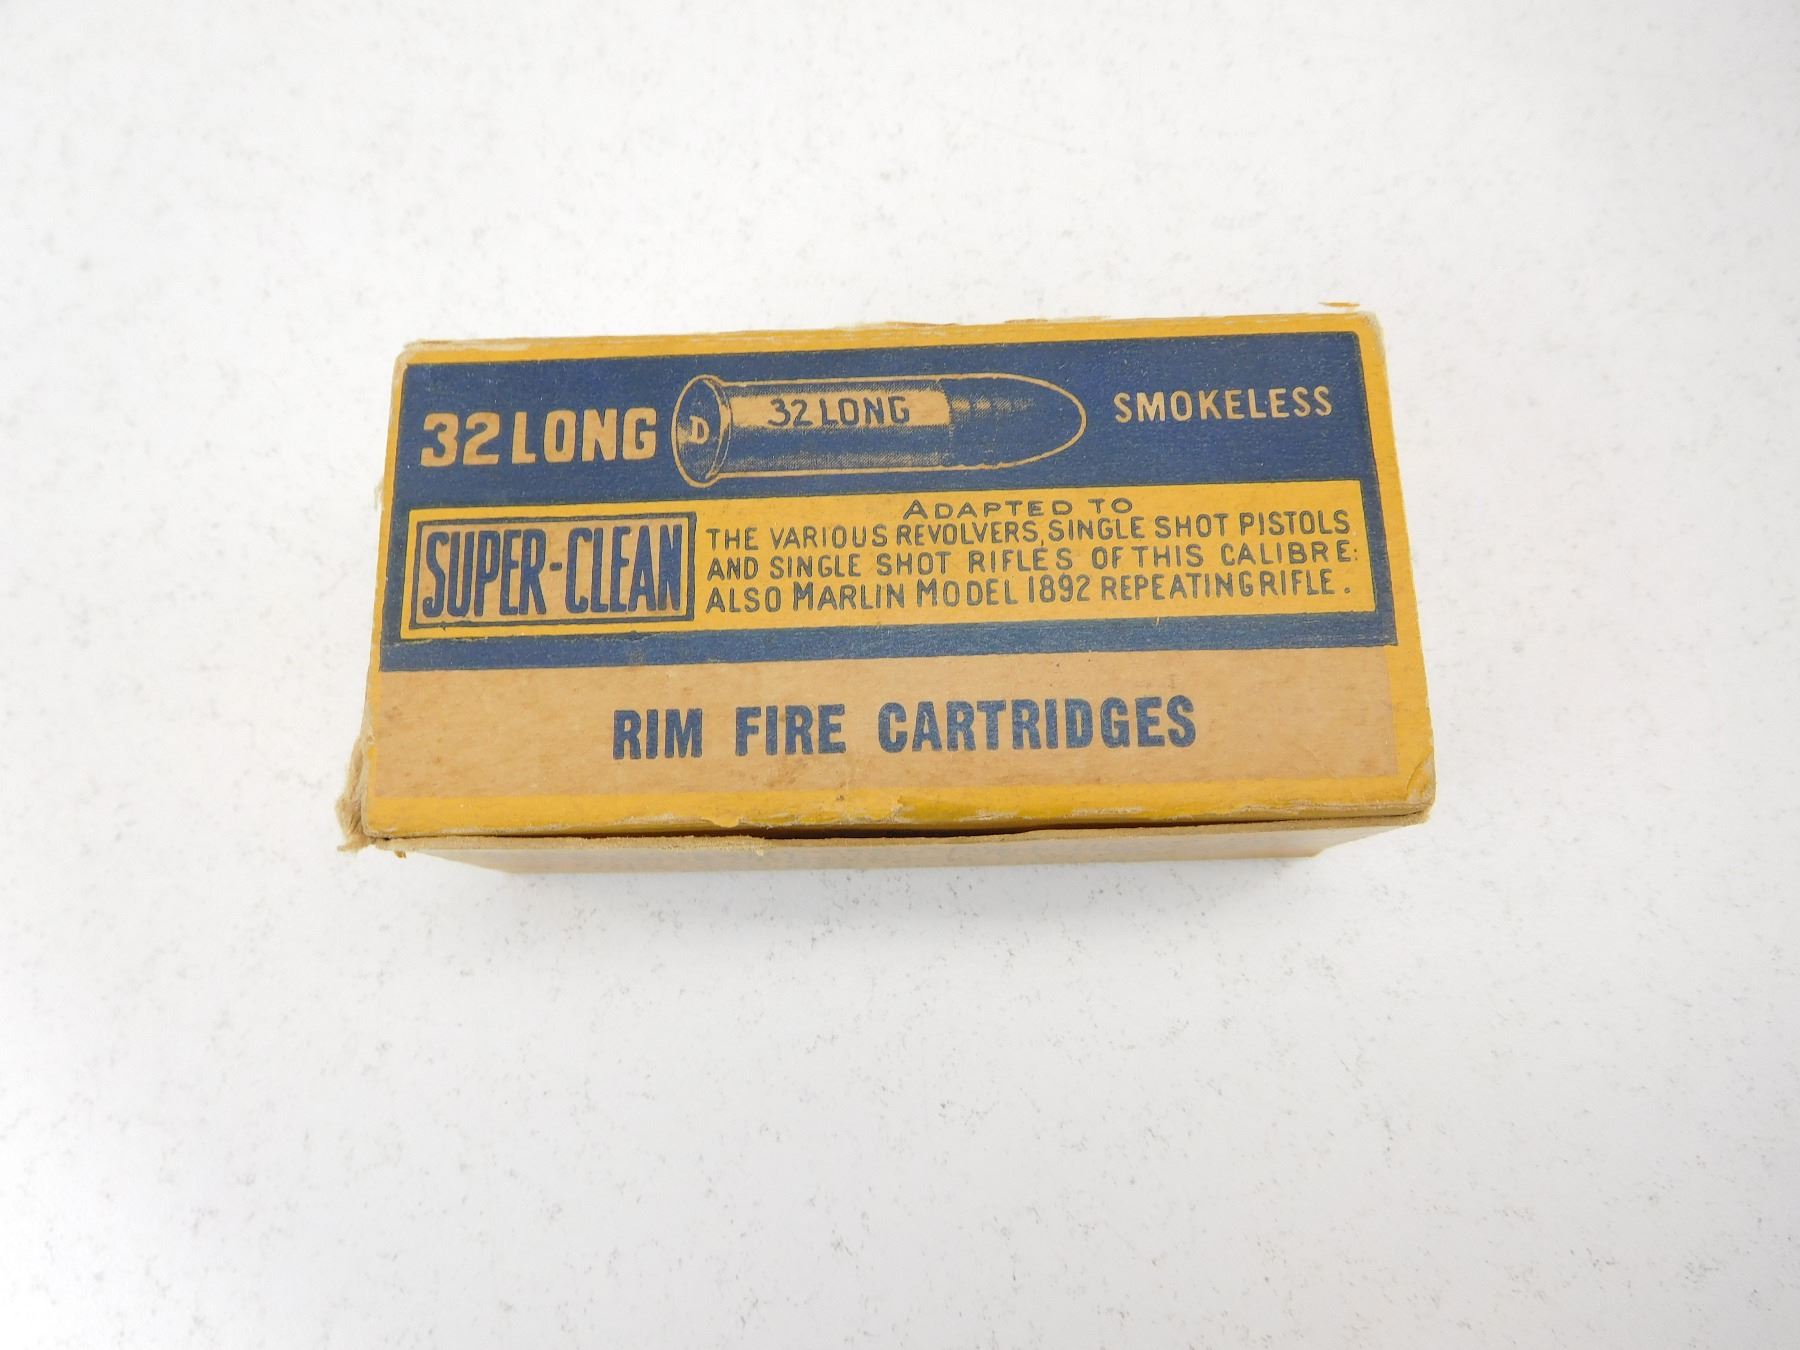 32 LONG
D
32 LONG
SMOKELESS
SUPER-CLEAN
ADAPTED TO
THE VARIOUS REVOLVERS, SINGLE SHOT PISTOLS
AND SINGLE SHOT RIFLES OF THIS CALIBRE:
ALSO MARLIN MODEL 1892 REPEATING RIFLE.
RIM FIRE CARTRIDGES